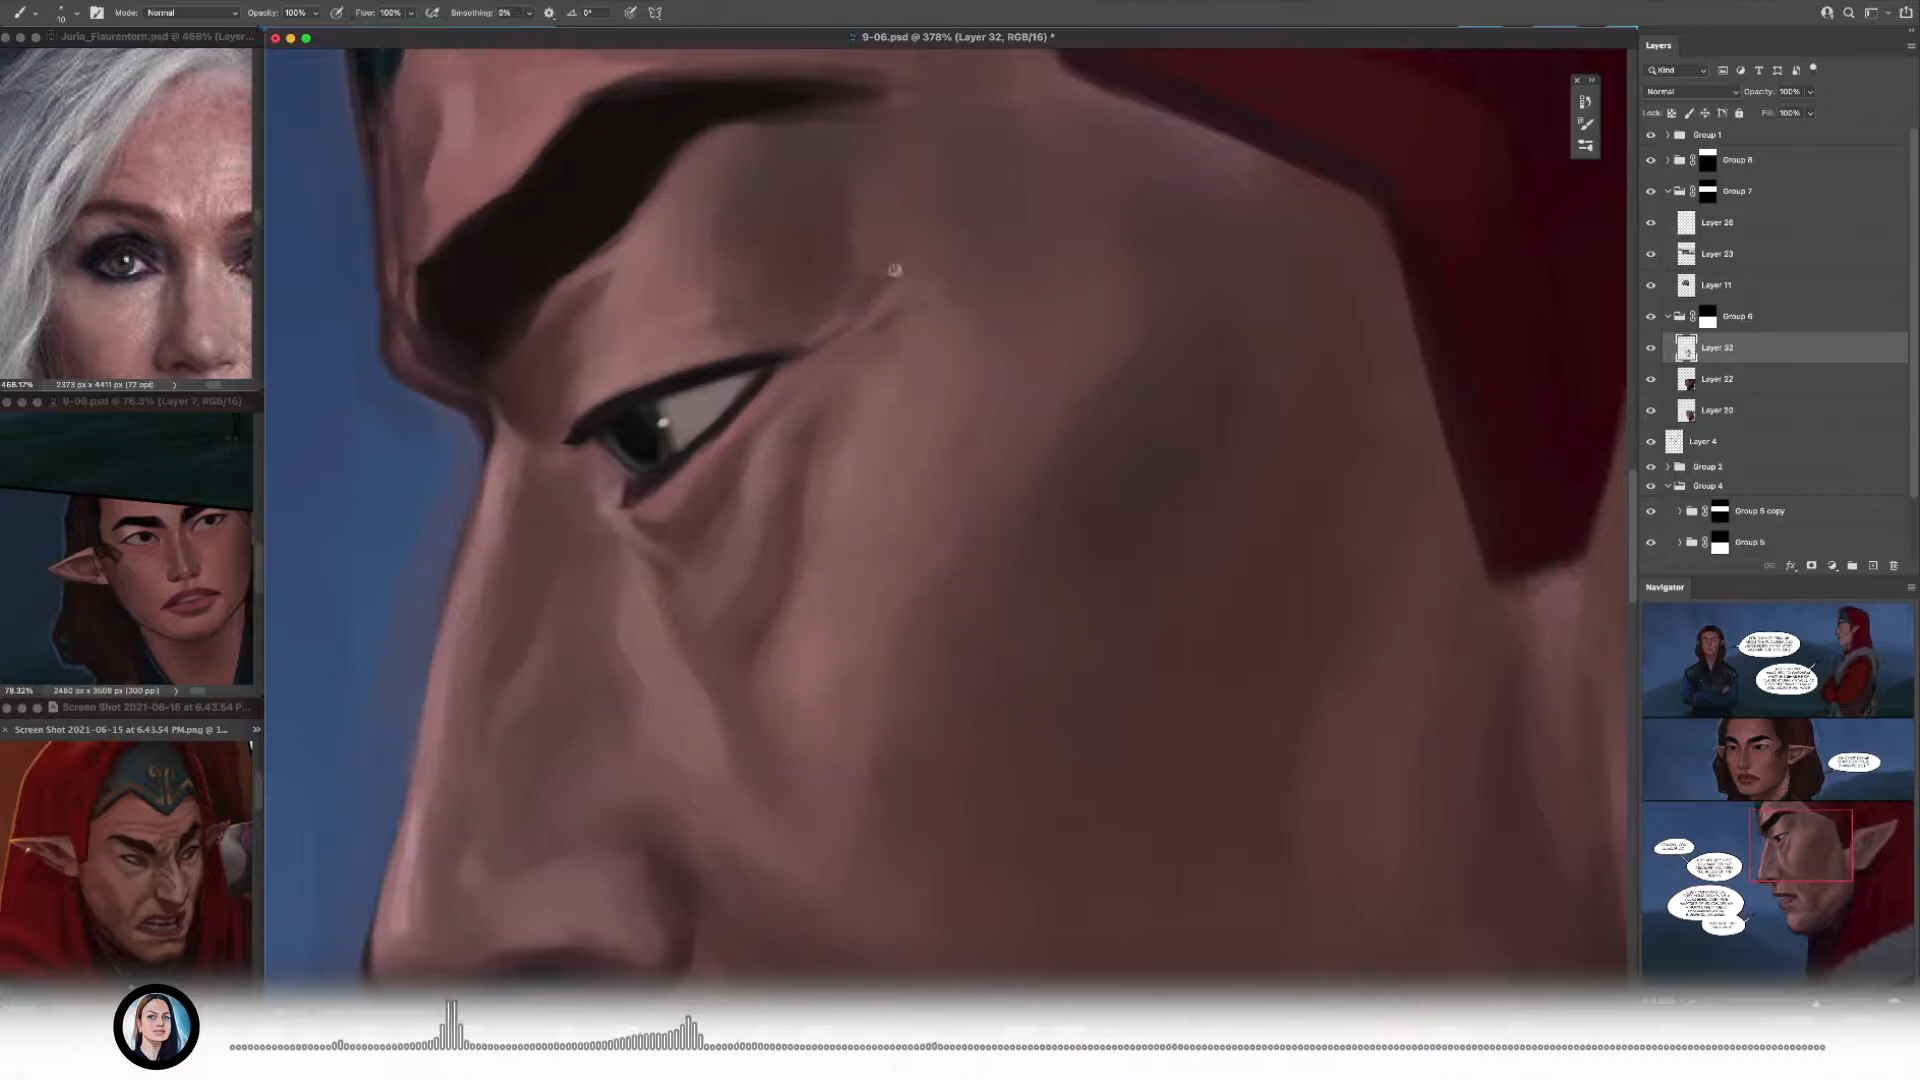 10
Mode: Normal
Opacity: 100%
Flow: 100%
Smoothing: 0%
0°
Juria_Flaurentorn.psd @ 468% (Layer...
9-06.psd @ 378% (Layer 32, RGB/16) *
Layers
Kind
Normal
Opacity: 100%
Lock:
Fill: 100%
Group 1
Group 8
Group 7
Layer 26
Layer 23
Layer 11
Group 6
Layer 32
Layer 22
Layer 20
Layer 4
Group 2
Group 4
Group 5 copy
Group 5
fx
Navigator
468.17%
2373 px x 4411 px (72 ppi)
9-06.psd @ 78.3% (Layer 7, RGB/16)
78.32%
2480 px x 3508 px (300 ppi)
Screen Shot 2021-06-15 at 6.43.54 P...
Screen Shot 2021-06-15 at 6.43.54 PM.png @ 1...